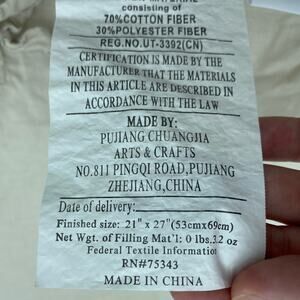 consisting of
70%COTTON FIBER
30%POLYESTER FIBER
REG.NO.UT-3392(CN)
CERTIFICATION IS MADE BY THE
MANUFACTURER THAT THE MATERIALS
IN THIS ARTICLE ARE DESCRIBED IN
ACCORDANCE WITH THE LAW
MADE BY:
PUJIANG CHUANGJIA
ARTS & CRAFTS
NO.811 PINGQI ROAD,PUJIANG
ZHEJIANG,CHINA
Date of delivery:
Finished size: 21" x 27"(53cmx69cm)
Net Wgt. of Filling Mat'l: 0 lbs.3.2 oz
Federal Textile Information
RN#75343
MADE IN CHINA